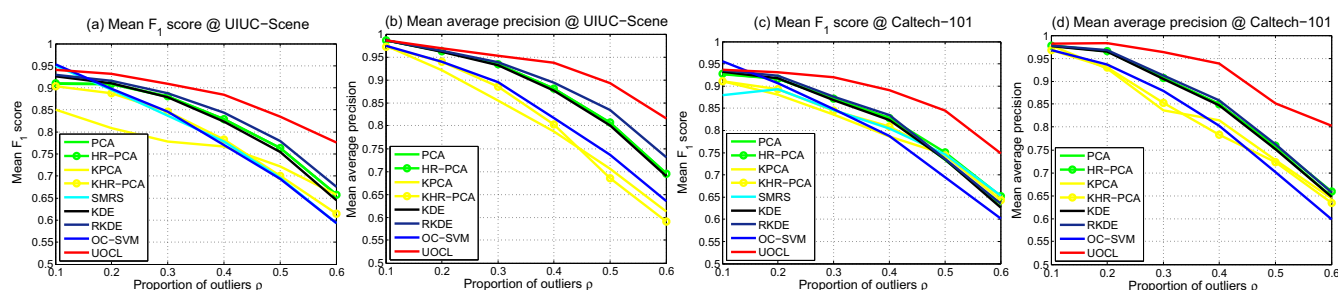 (a) Mean F1 score @ UIUC−Scene
Mean F1 score
1
0.95
0.9
0.85
0.8
0.75
0.7
0.65
0.6
0.55
0.5
PCA
HR−PCA
KPCA
KHR−PCA
SMRS
KDE
RKDE
OC−SVM
UOCL
0.1 0.2 0.3 0.4 0.5 0.6
Proportion of outliers ρ
(b) Mean average precision @ UIUC−Scene
Mean average precision
1
0.95
0.9
0.85
0.8
0.75
0.7
0.65
0.6
0.55
0.5
PCA
HR−PCA
KPCA
KHR−PCA
KDE
RKDE
OC−SVM
UOCL
0.1 0.2 0.3 0.4 0.5 0.6
Proportion of outliers ρ
(c) Mean F1 score @ Caltech−101
Mean F1 score
1
0.95
0.9
0.85
0.8
0.75
0.7
0.65
0.6
0.55
0.5
PCA
HR−PCA
KPCA
KHR−PCA
SMRS
KDE
RKDE
OC−SVM
UOCL
0.1 0.2 0.3 0.4 0.5 0.6
Proportion of outliers ρ
(d) Mean average precision @ Caltech−101
Mean average precision
1
0.95
0.9
0.85
0.8
0.75
0.7
0.65
0.6
0.55
0.5
PCA
HR−PCA
KPCA
KHR−PCA
KDE
RKDE
OC−SVM
UOCL
0.1 0.2 0.3 0.4 0.5 0.6
Proportion of outliers ρ